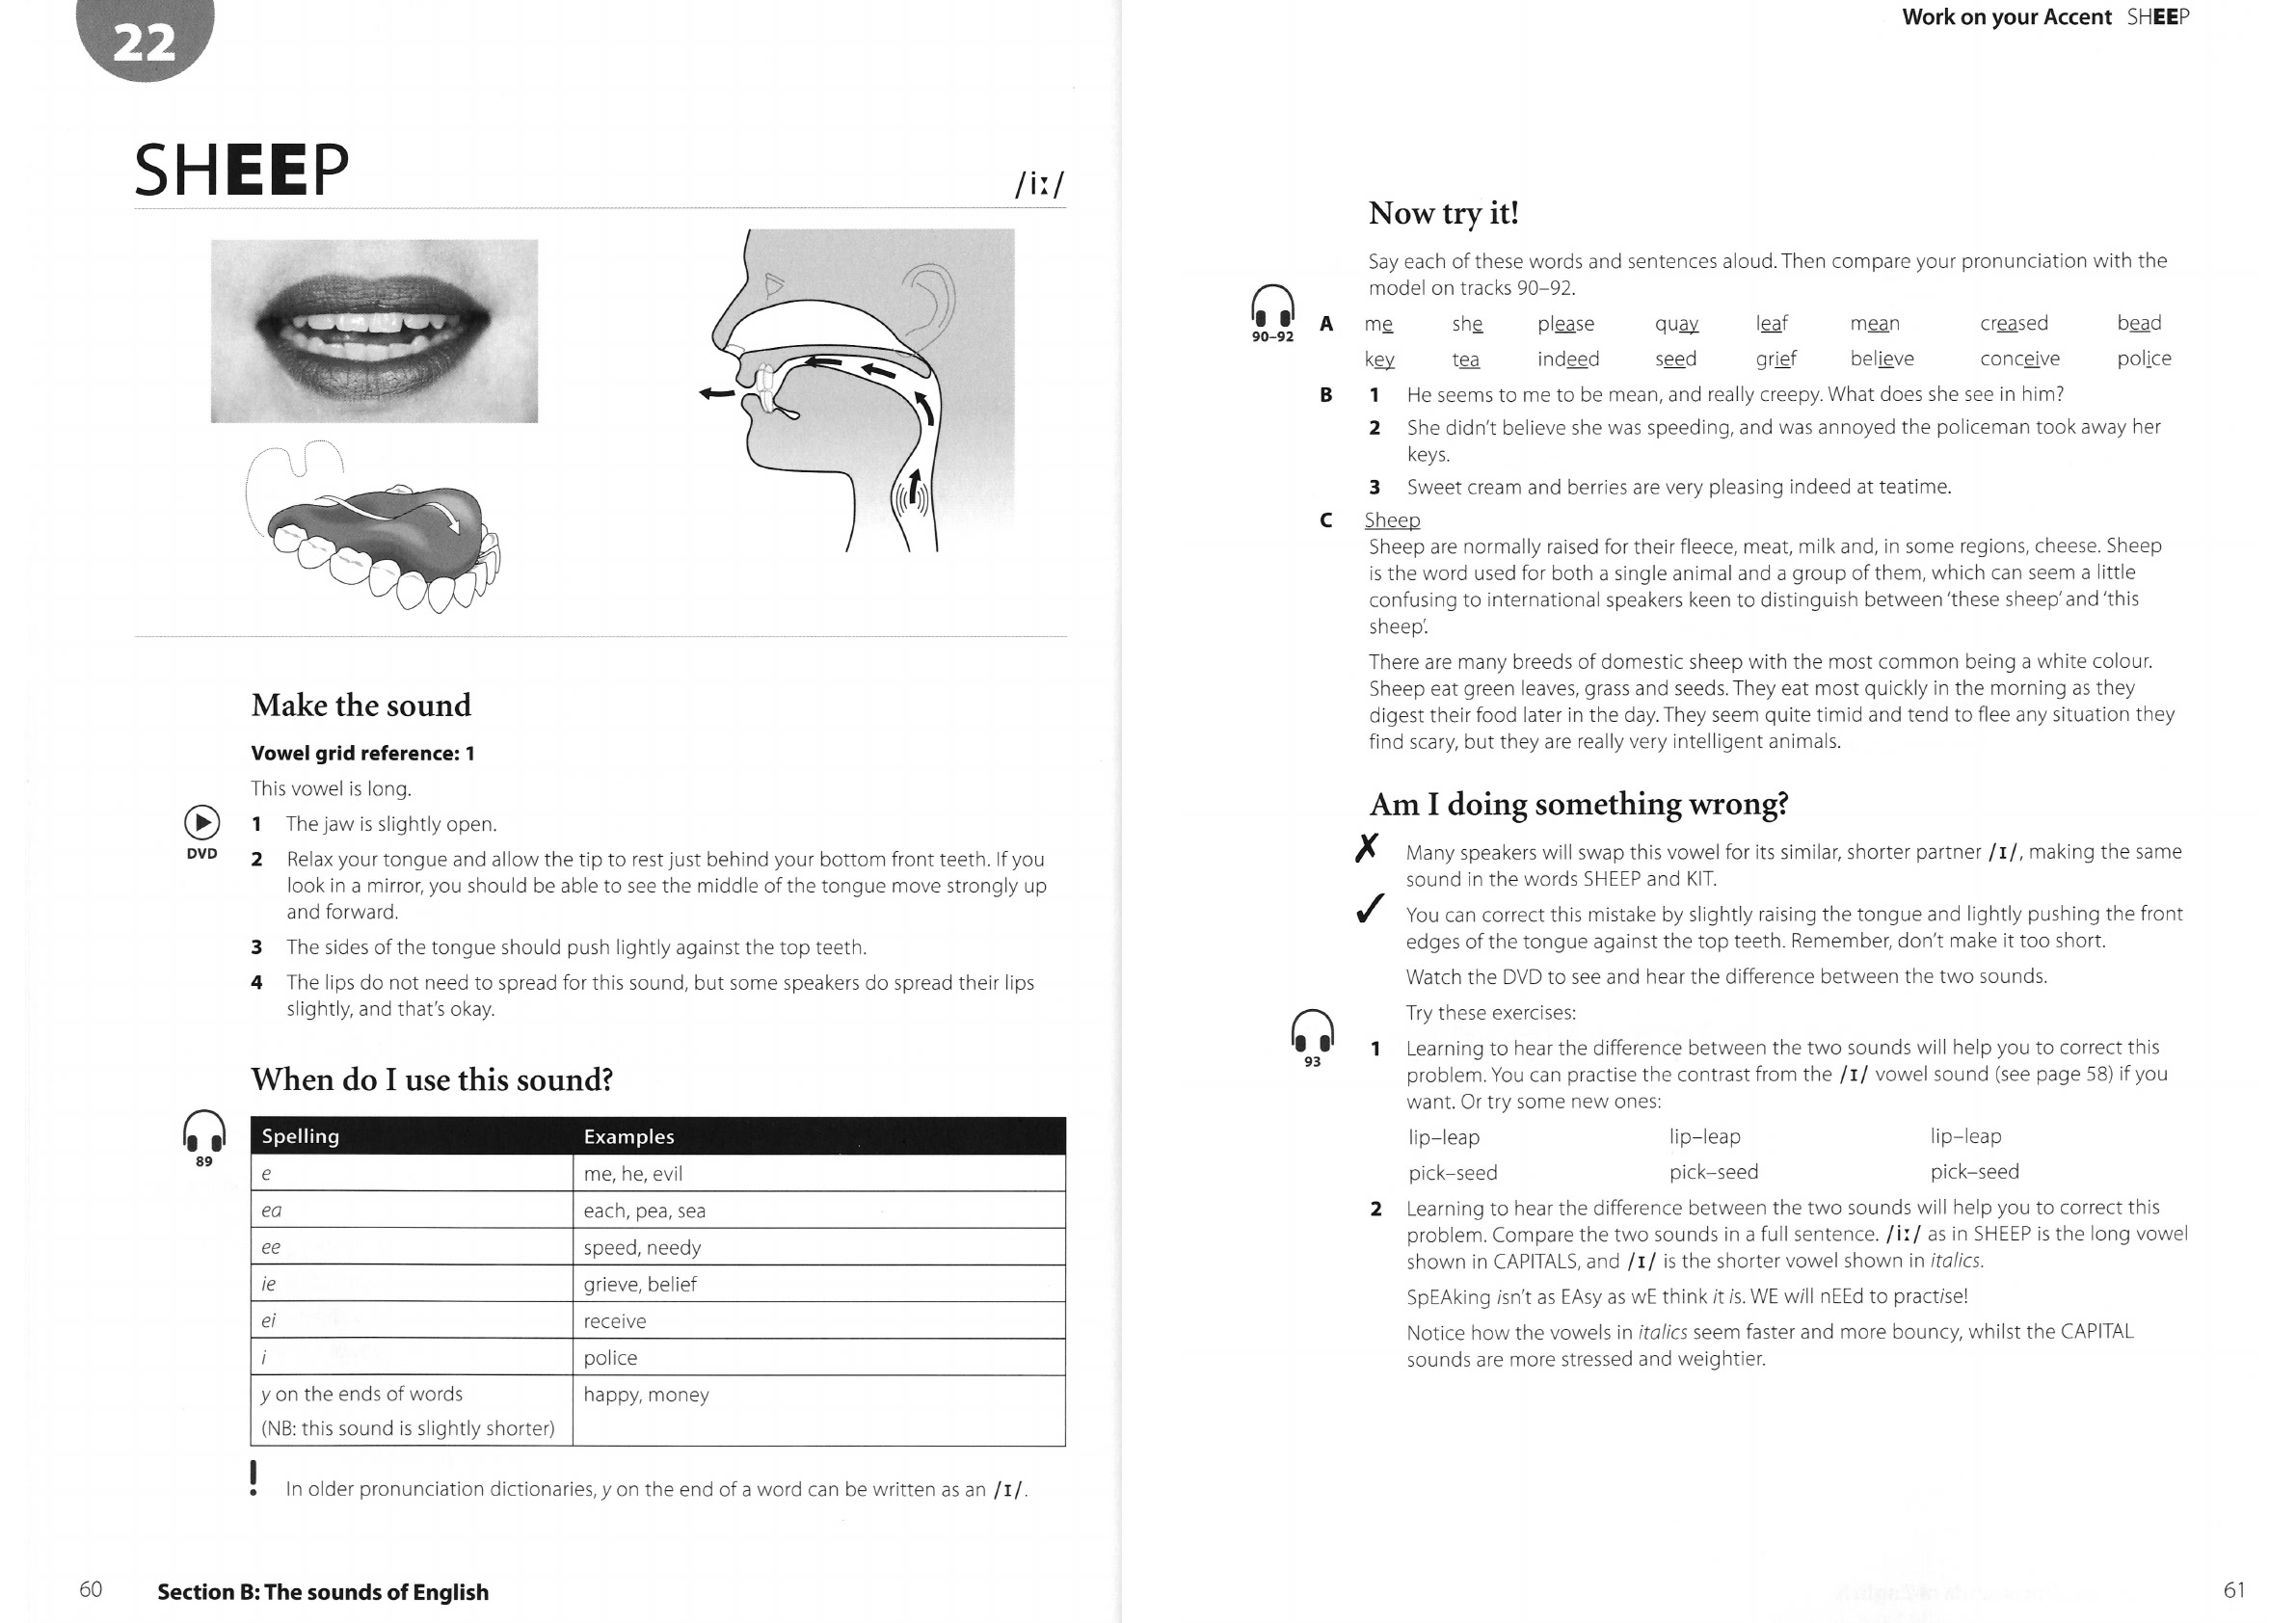 22
SHEEP
/iː/
Make the sound
Vowel grid reference: 1
This vowel is long.
DVD
1 The jaw is slightly open.
2 Relax your tongue and allow the tip to rest just behind your bottom front teeth. If you
look in a mirror, you should be able to see the middle of the tongue move strongly up
and forward.
3 The sides of the tongue should push lightly against the top teeth.
4 The lips do not need to spread for this sound, but some speakers do spread their lips
slightly, and that's okay.
When do I use this sound?
89
Spelling Examples
e me, he, evil
ea each, pea, sea
ee speed, needy
ie grieve, belief
ei receive
i police
y on the ends of words happy, money
(NB: this sound is slightly shorter)
! In older pronunciation dictionaries, y on the end of a word can be written as an /ɪ/.
60 Section B: The sounds of English
Work on your Accent SHEEP
Now try it!
Say each of these words and sentences aloud. Then compare your pronunciation with the
model on tracks 90–92.
90–92
A me she please quay leaf mean creased bead
key tea indeed seed grief believe conceive police
B 1 He seems to me to be mean, and really creepy. What does she see in him?
2 She didn't believe she was speeding, and was annoyed the policeman took away her
keys.
3 Sweet cream and berries are very pleasing indeed at teatime.
C Sheep
Sheep are normally raised for their fleece, meat, milk and, in some regions, cheese. Sheep
is the word used for both a single animal and a group of them, which can seem a little
confusing to international speakers keen to distinguish between 'these sheep' and 'this
sheep'.
There are many breeds of domestic sheep with the most common being a white colour.
Sheep eat green leaves, grass and seeds. They eat most quickly in the morning as they
digest their food later in the day. They seem quite timid and tend to flee any situation they
find scary, but they are really very intelligent animals.
Am I doing something wrong?
✗ Many speakers will swap this vowel for its similar, shorter partner /ɪ/, making the same
sound in the words SHEEP and KIT.
✓ You can correct this mistake by slightly raising the tongue and lightly pushing the front
edges of the tongue against the top teeth. Remember, don't make it too short.
Watch the DVD to see and hear the difference between the two sounds.
Try these exercises:
93
1 Learning to hear the difference between the two sounds will help you to correct this
problem. You can practise the contrast from the /ɪ/ vowel sound (see page 58) if you
want. Or try some new ones:
lip–leap lip–leap lip–leap
pick–seed pick–seed pick–seed
2 Learning to hear the difference between the two sounds will help you to correct this
problem. Compare the two sounds in a full sentence. /iː/ as in SHEEP is the long vowel
shown in CAPITALS, and /ɪ/ is the shorter vowel shown in italics.
SpEAking isn't as EAsy as wE think it is. WE will nEEd to practise!
Notice how the vowels in italics seem faster and more bouncy, whilst the CAPITAL
sounds are more stressed and weightier.
61